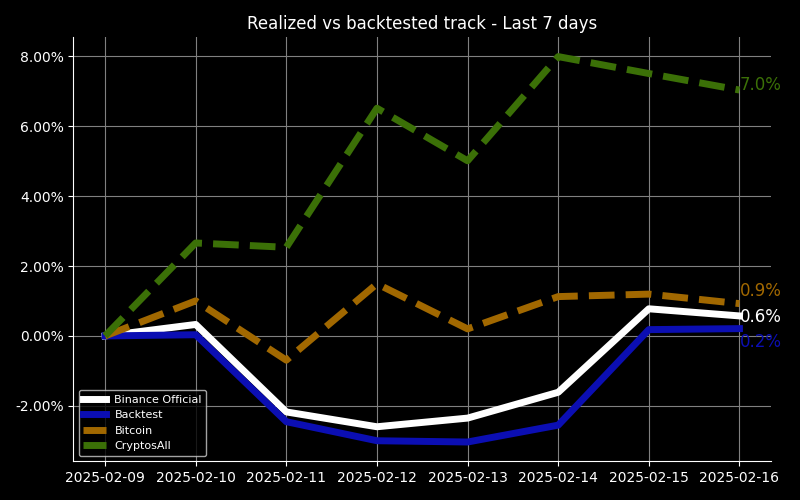 Realized vs backtested track - Last 7 days
8.00%
6.00%
4.00%
2.00%
0.00%
-2.00%
7.0%
0.9%
0.6%
0.2%
Binance Official
Backtest
Bitcoin
CryptosAll
2025-02-09 2025-02-10 2025-02-11 2025-02-12 2025-02-13 2025-02-14 2025-02-15 2025-02-16